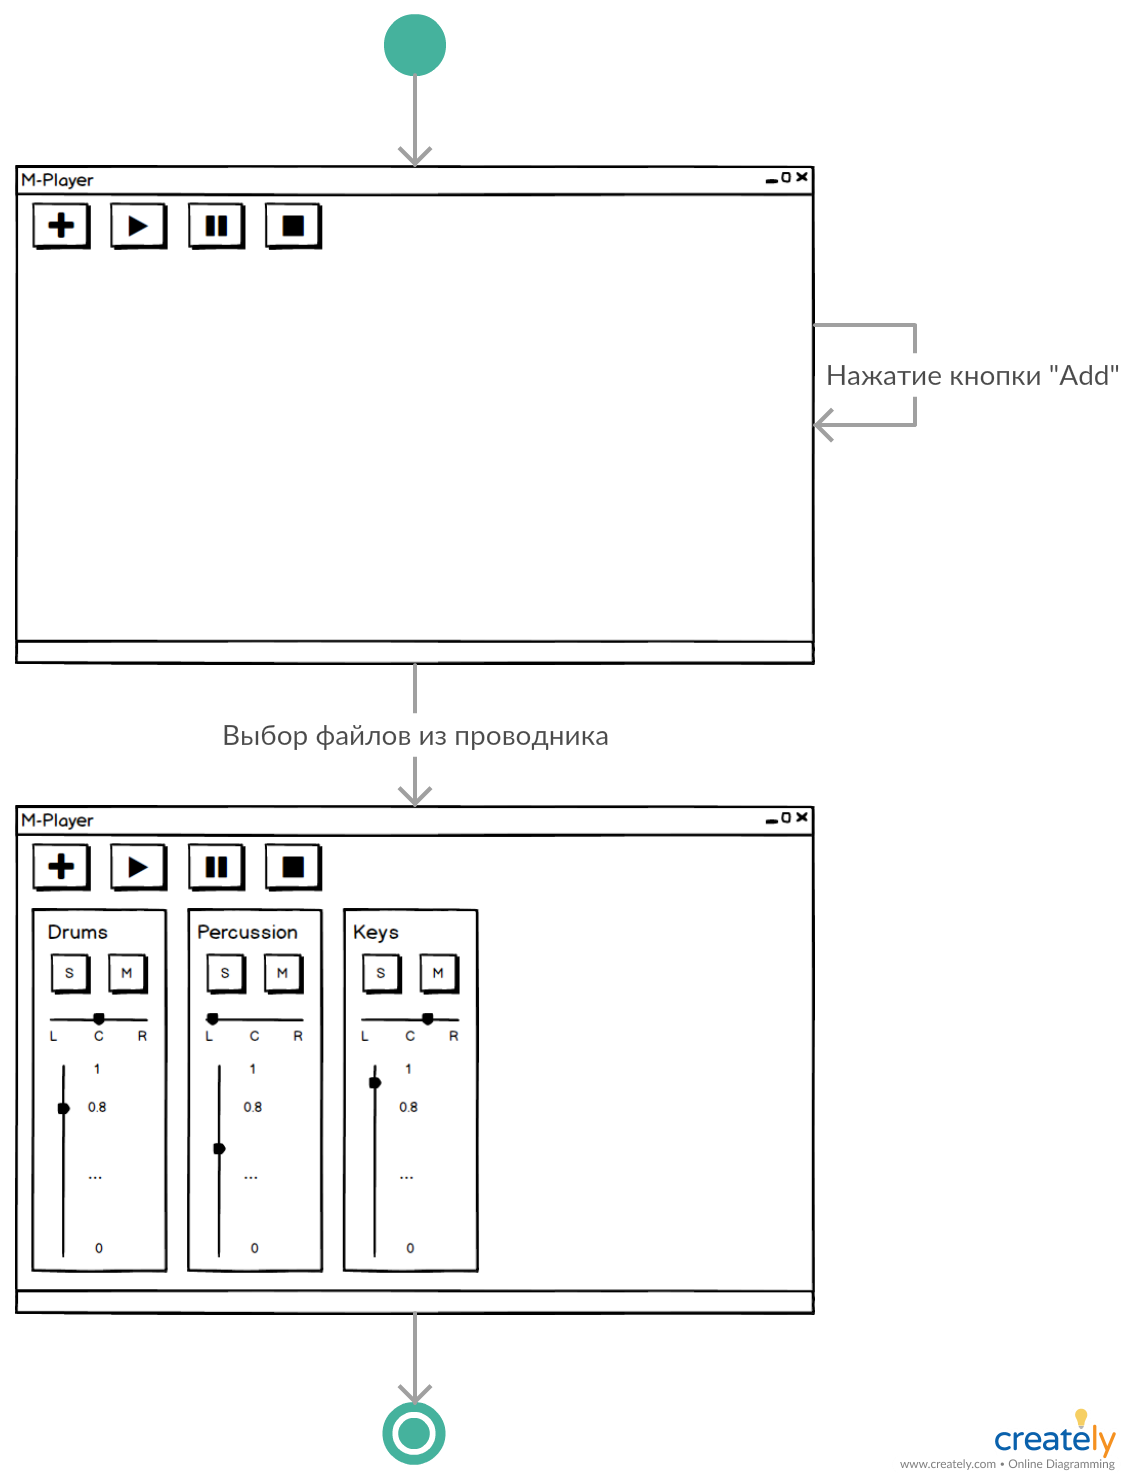 M-Player
Нажатие кнопки "Add"
Выбор файлов из проводника
M-Player
Drums
Percussion
Keys
S M
S M
S M
L C R
L C R
L C R
1
1
1
0.8
0.8
0.8
...
...
...
0
0
0
creately
www.creately.com • Online Diagramming